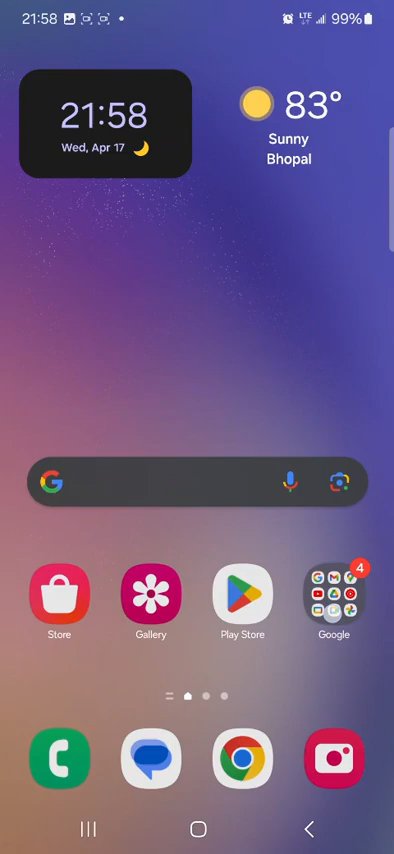 21:58
LTE
99%
21:58
Wed, Apr 17
83°
Sunny
Bhopal
4
Store
Gallery
Play Store
Google